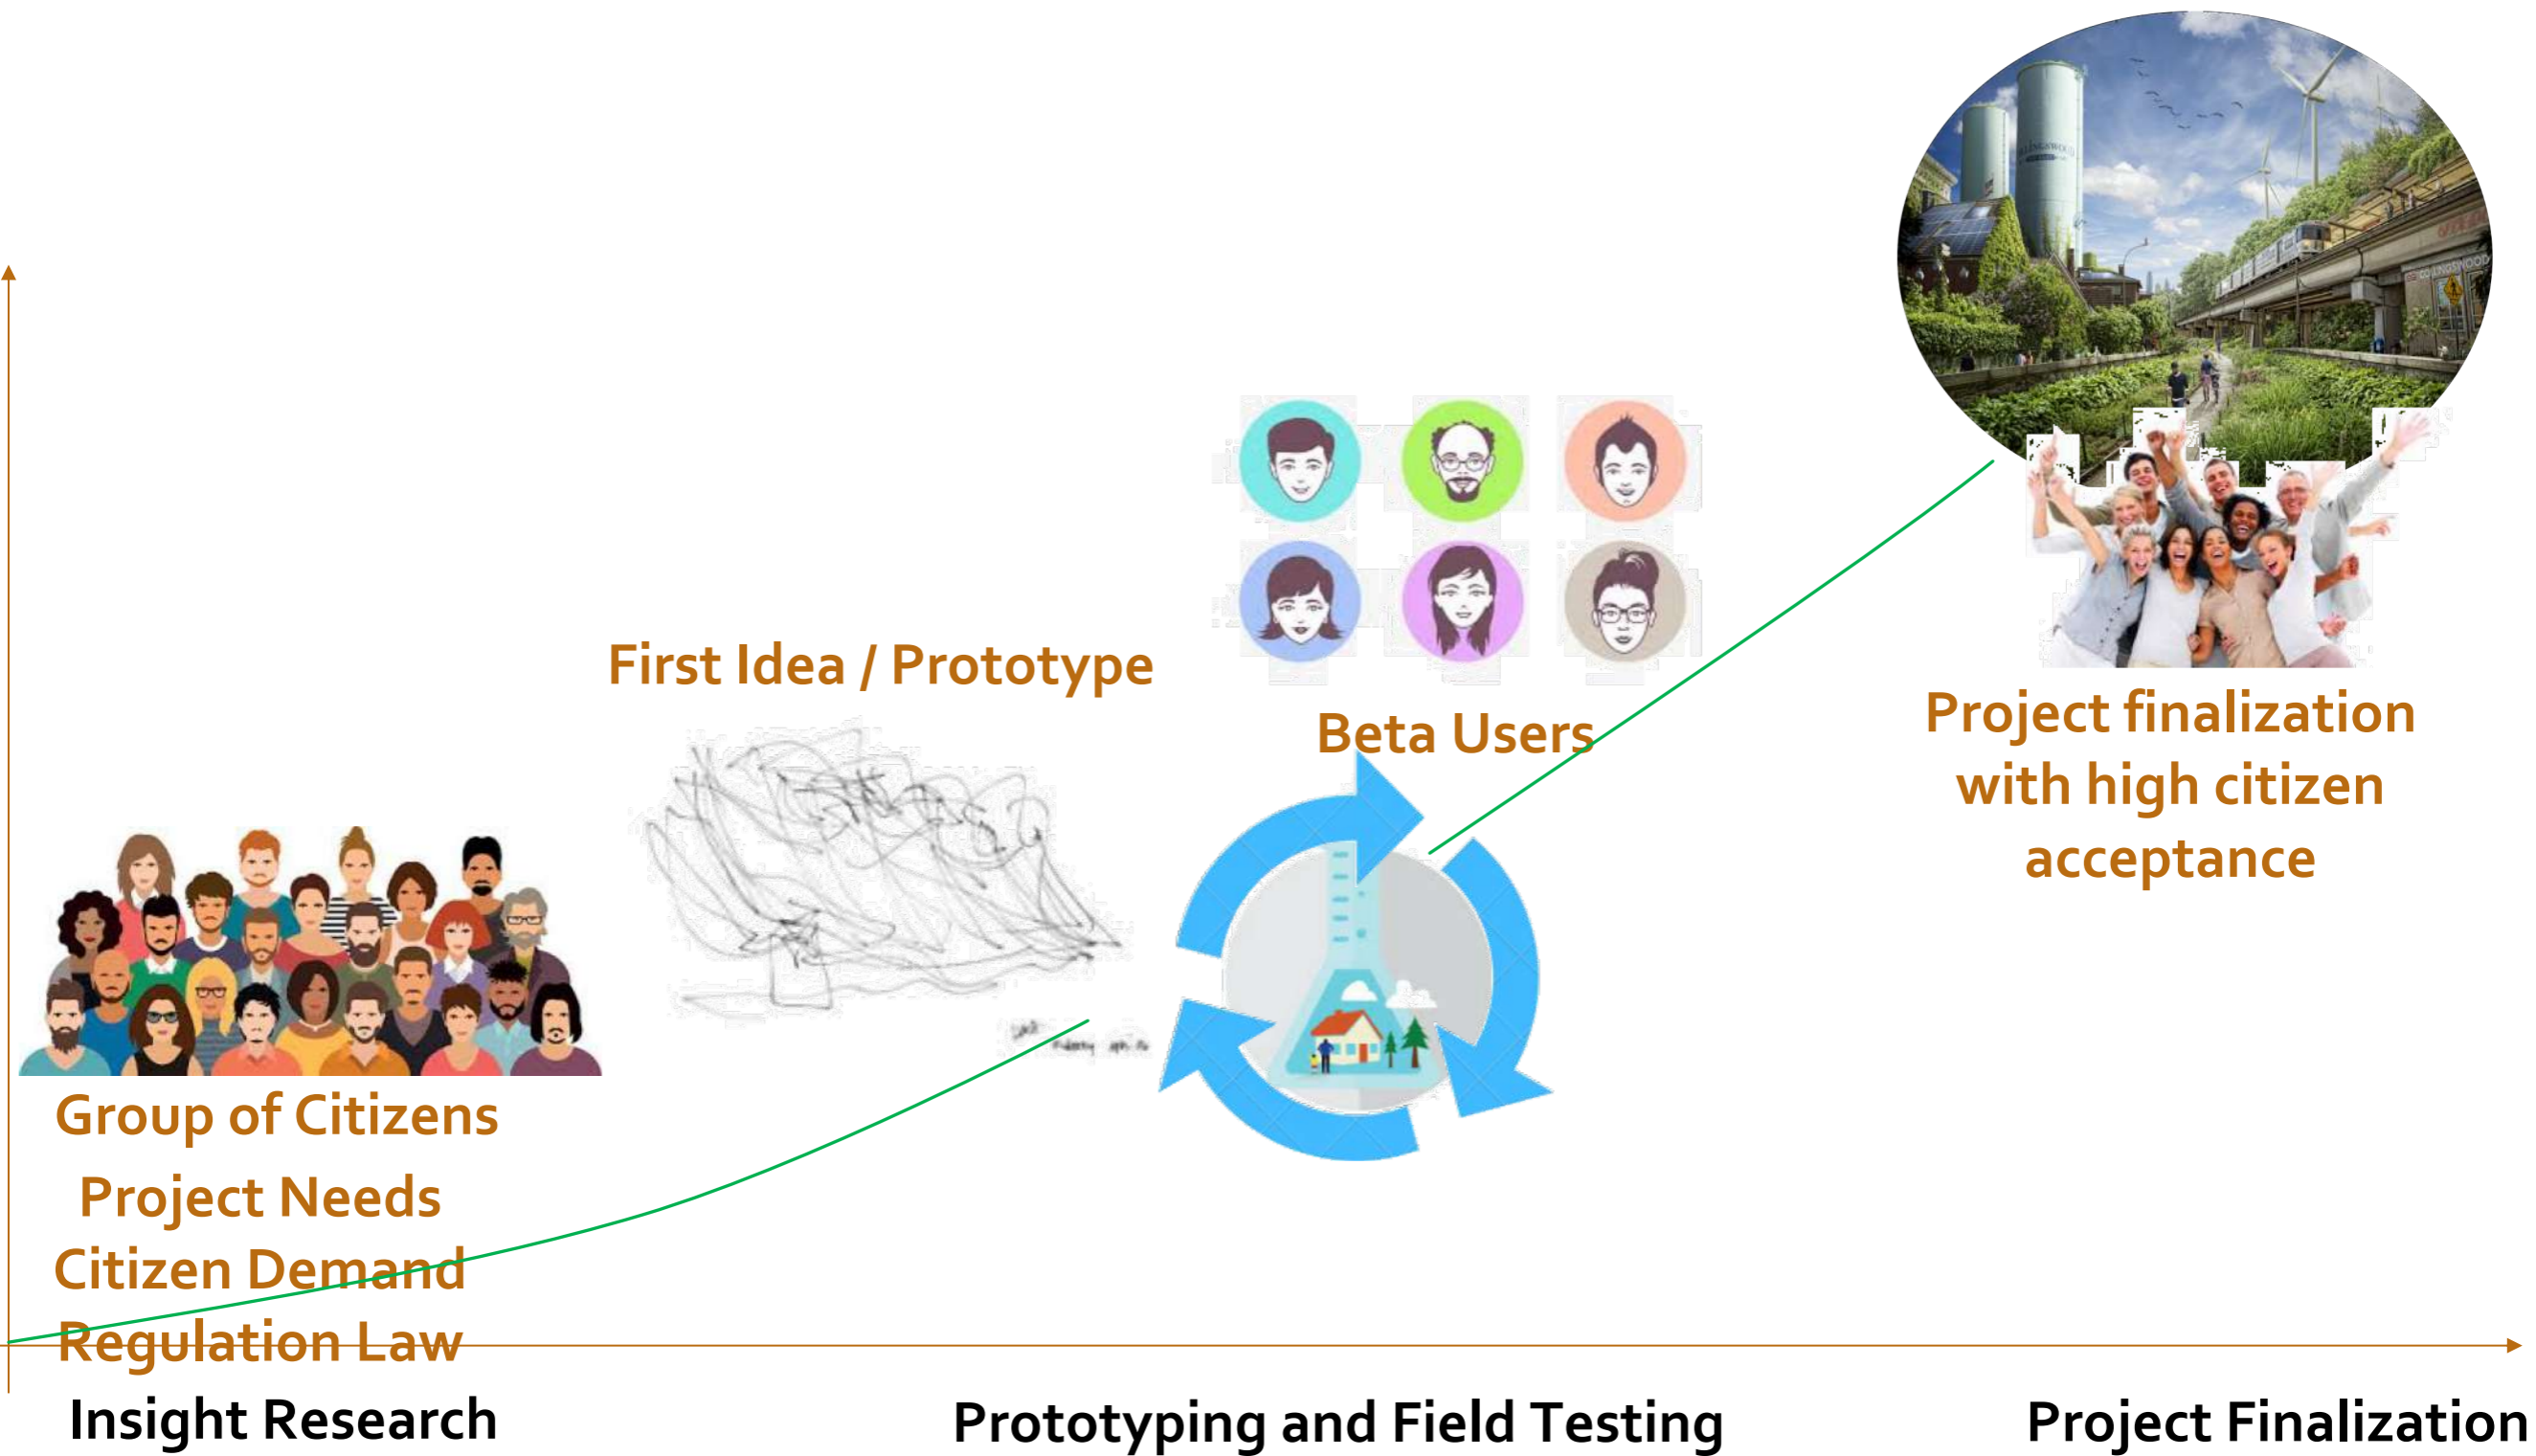 First Idea / Prototype
Beta Users
Project finalization
with high citizen
acceptance
Group of Citizens
Project Needs
Citizen Demand
Regulation Law
Insight Research
Prototyping and Field Testing
Project Finalization